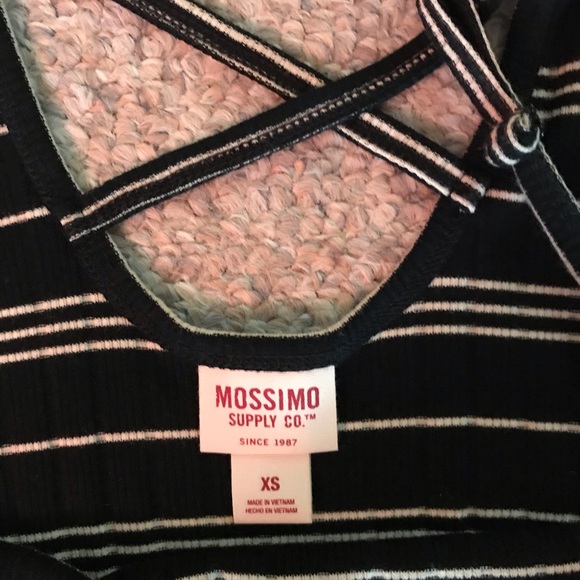 MOSSIMO
SUPPLY CO.™
SINCE 1987
XS
MADE IN VIETNAM
HECHO EN VIETNAM